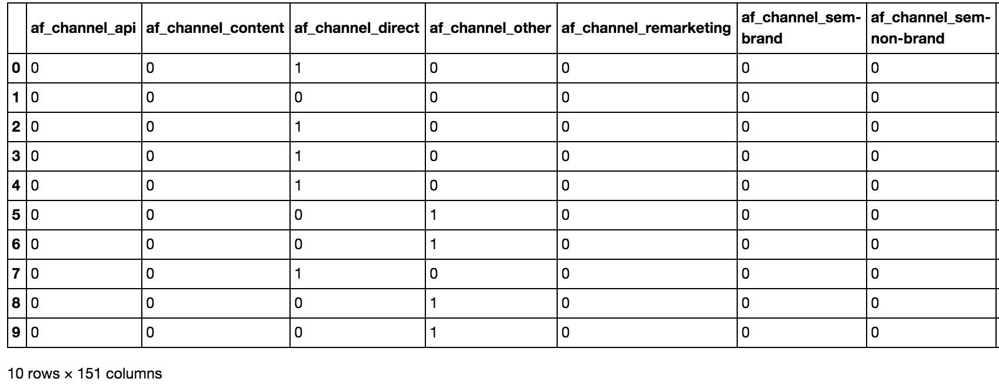 af_channel_api af_channel_content af_channel_direct af_channel_other af_channel_remarketing af_channel_sem-brand af_channel_sem-non-brand
0 0 0 1 0 0 0 0
1 0 0 0 0 0 0 0
2 0 0 1 0 0 0 0
3 0 0 1 0 0 0 0
4 0 0 1 0 0 0 0
5 0 0 0 1 0 0 0
6 0 0 0 1 0 0 0
7 0 0 1 0 0 0 0
8 0 0 0 1 0 0 0
9 0 0 0 1 0 0 0
10 rows × 151 columns